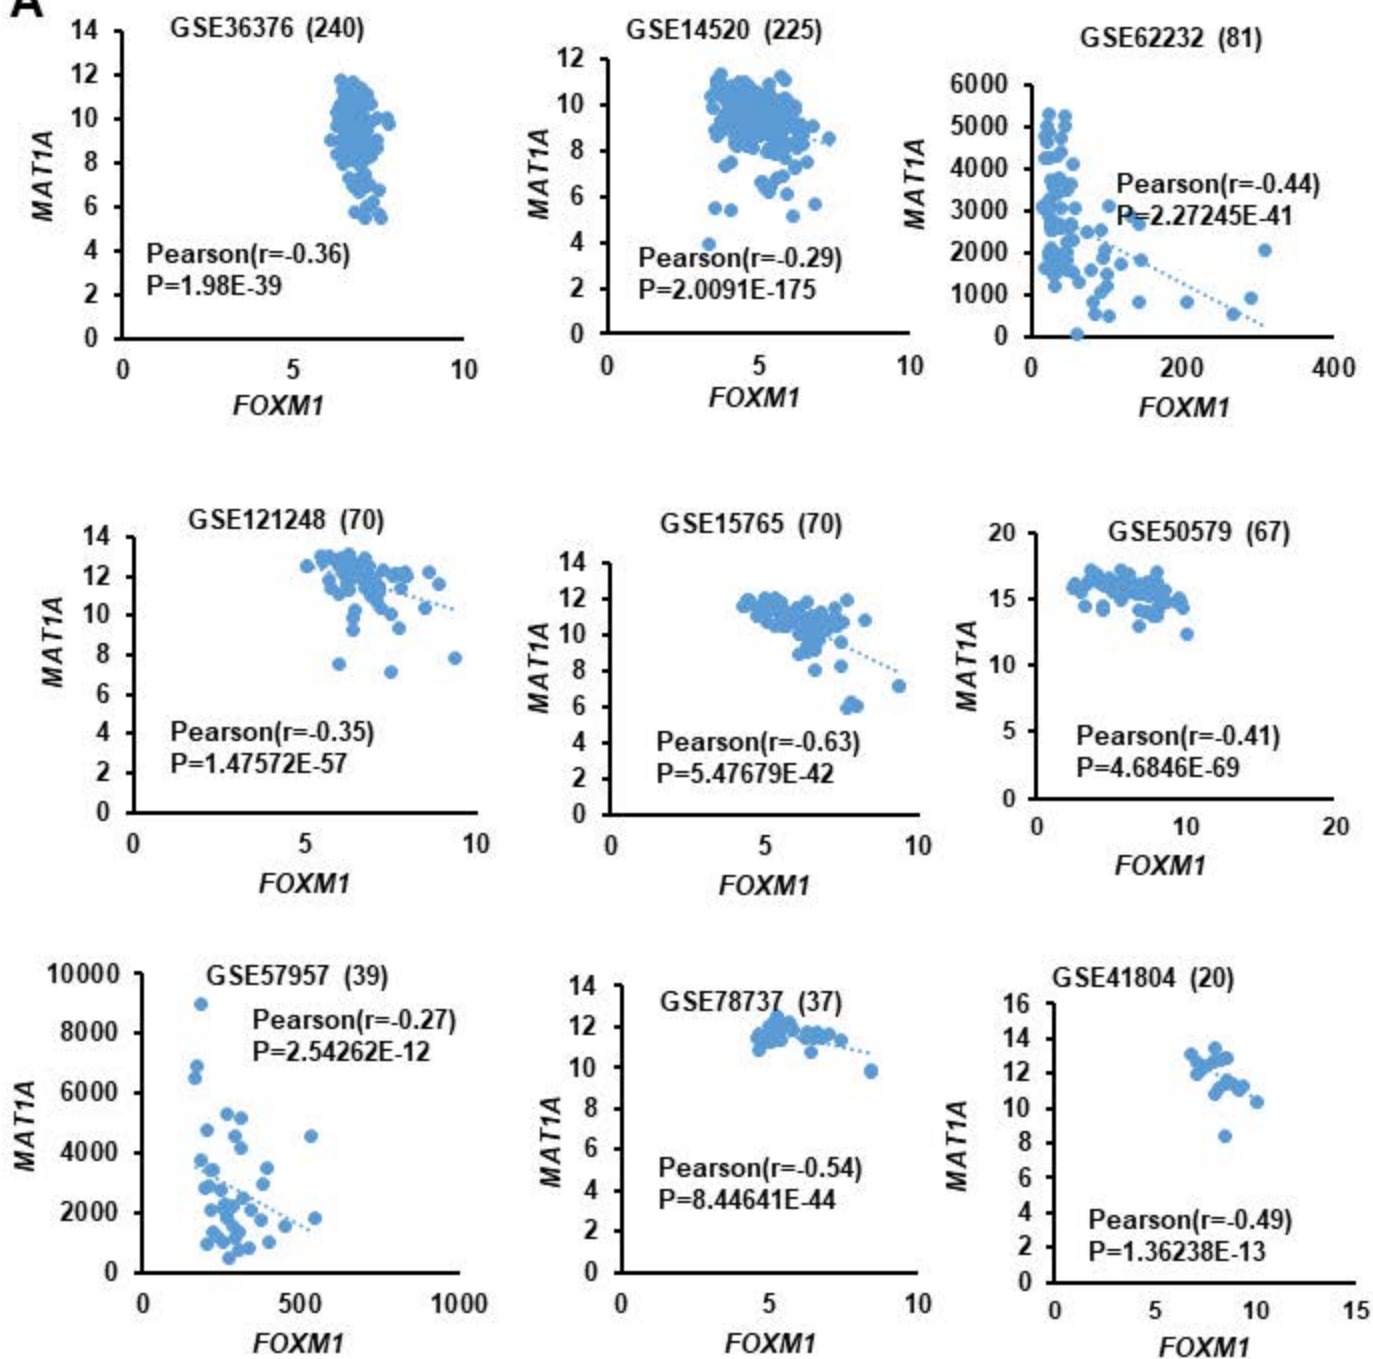 A
GSE36376 (240)
14
12
10
8
6
4
2
0
MAT1A
Pearson(r=-0.36)
P=1.98E-39
0 5 10
FOXM1
GSE14520 (225)
12
10
8
6
4
2
0
MAT1A
Pearson(r=-0.29)
P=2.0091E-175
0 5 10
FOXM1
GSE62232 (81)
6000
5000
4000
3000
2000
1000
0
MAT1A
Pearson(r=-0.44)
P=2.27245E-41
0 200 400
FOXM1
GSE121248 (70)
14
12
10
8
6
4
2
0
MAT1A
Pearson(r=-0.35)
P=1.47572E-57
0 5 10
FOXM1
GSE15765 (70)
14
12
10
8
6
4
2
0
MAT1A
Pearson(r=-0.63)
P=5.47679E-42
0 5 10
FOXM1
GSE50579 (67)
20
15
10
5
0
MAT1A
Pearson(r=-0.41)
P=4.6846E-69
0 10 20
FOXM1
GSE57957 (39)
10000
8000
6000
4000
2000
0
MAT1A
Pearson(r=-0.27)
P=2.54262E-12
0 500 1000
FOXM1
GSE78737 (37)
14
12
10
8
6
4
2
0
MAT1A
Pearson(r=-0.54)
P=8.44641E-44
0 5 10
FOXM1
GSE41804 (20)
16
14
12
10
8
6
4
2
0
MAT1A
Pearson(r=-0.49)
P=1.36238E-13
0 5 10 15
FOXM1